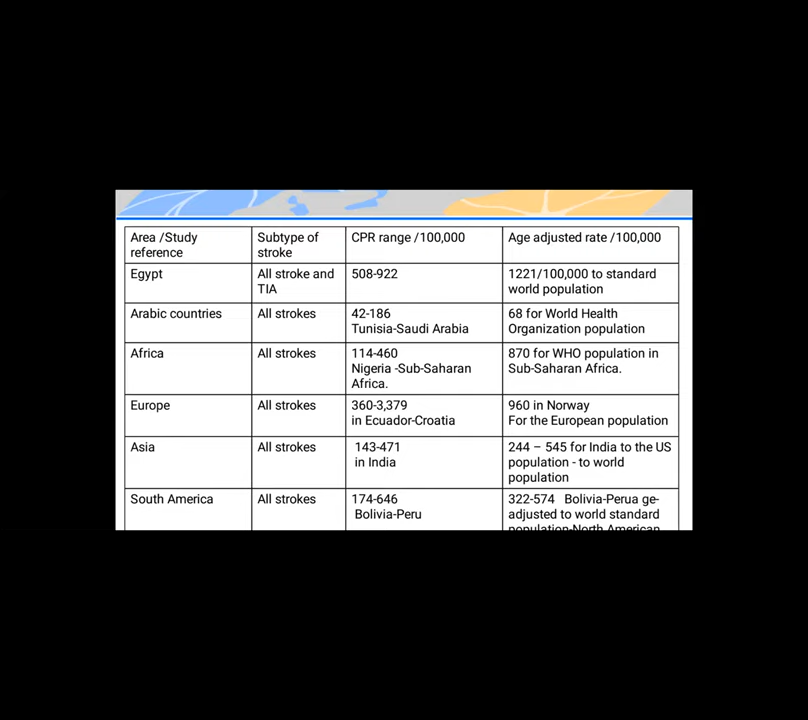 Area /Study reference
Subtype of stroke
CPR range /100,000
Age adjusted rate /100,000
Egypt
All stroke and TIA
508-922
1221/100,000 to standard world population
Arabic countries
All strokes
42-186
Tunisia-Saudi Arabia
68 for World Health Organization population
Africa
All strokes
114-460
Nigeria -Sub-Saharan Africa.
870 for WHO population in Sub-Saharan Africa.
Europe
All strokes
360-3,379
in Ecuador-Croatia
960 in Norway
For the European population
Asia
All strokes
143-471
in India
244 – 545 for India to the US population - to world population
South America
All strokes
174-646
Bolivia-Peru
322-574 Bolivia-Perua ge-adjusted to world standard population-North American